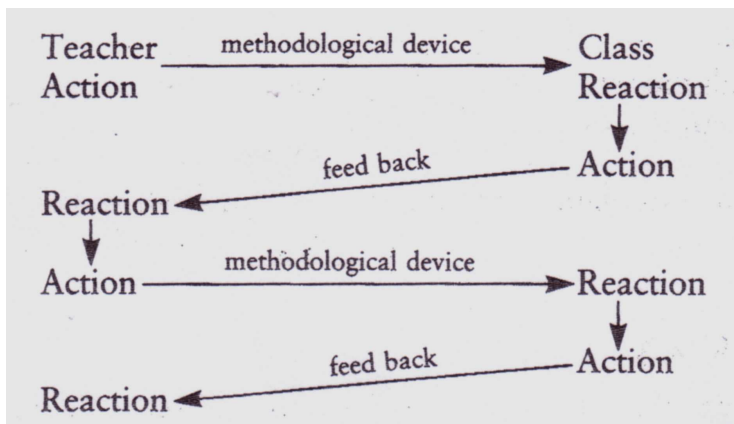 Teacher methodological device Class
Action Reaction
feed back Action
Reaction
Action methodological device Reaction
feed back Action
Reaction